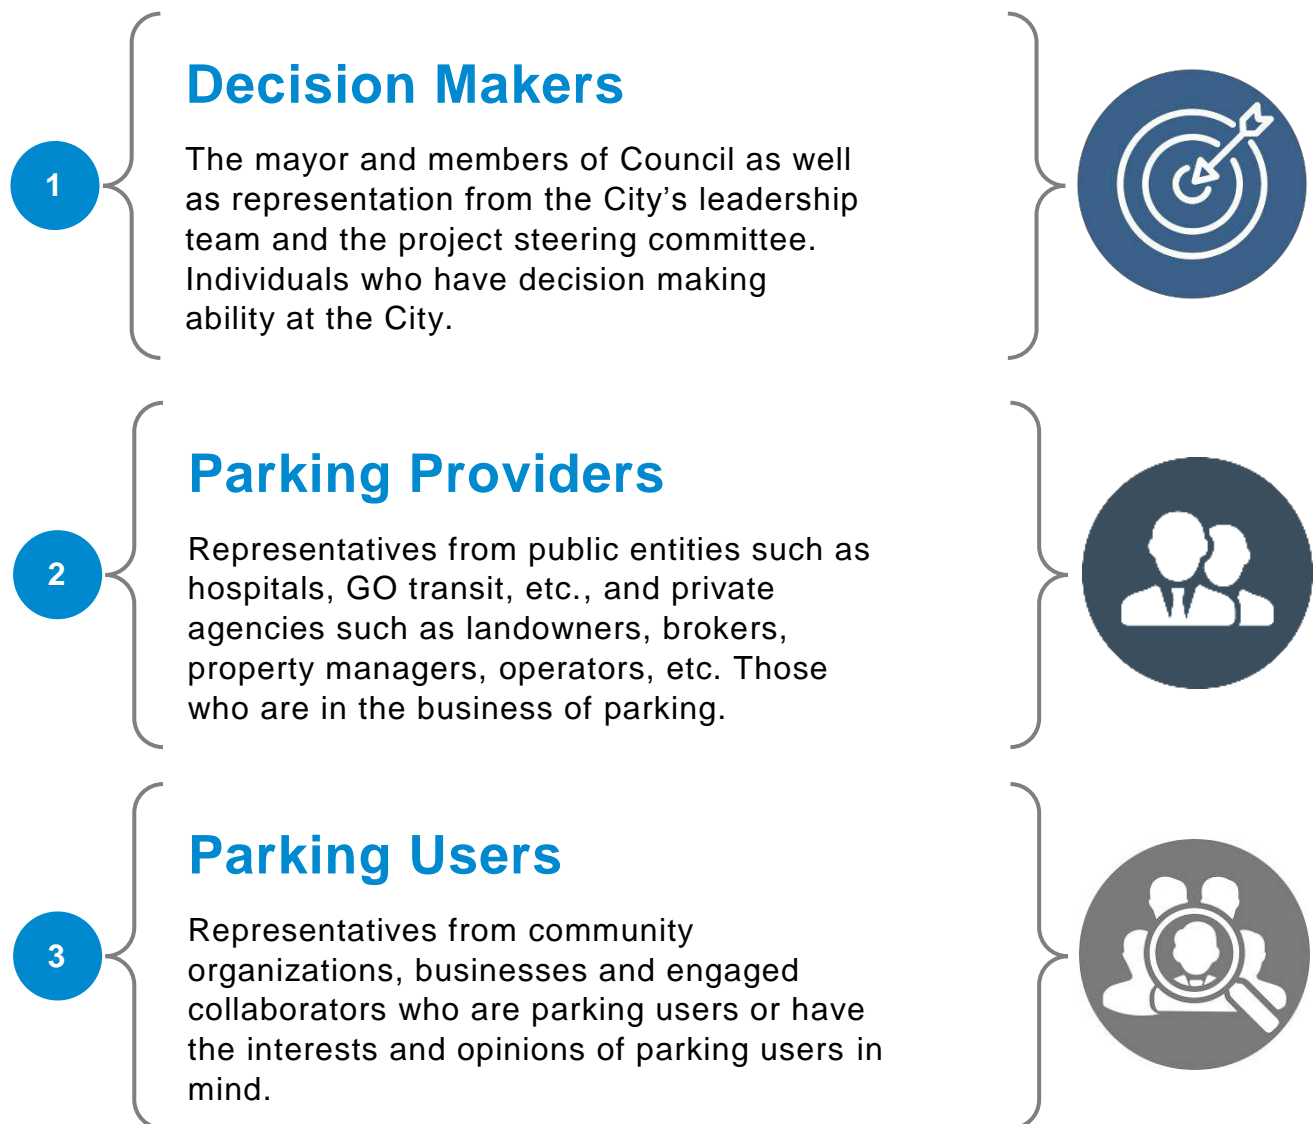 Decision Makers
1
The mayor and members of Council as well
as representation from the City’s leadership
team and the project steering committee.
Individuals who have decision making
ability at the City.
Parking Providers
2
Representatives from public entities such as
hospitals, GO transit, etc., and private
agencies such as landowners, brokers,
property managers, operators, etc. Those
who are in the business of parking.
Parking Users
3
Representatives from community
organizations, businesses and engaged
collaborators who are parking users or have
the interests and opinions of parking users in
mind.